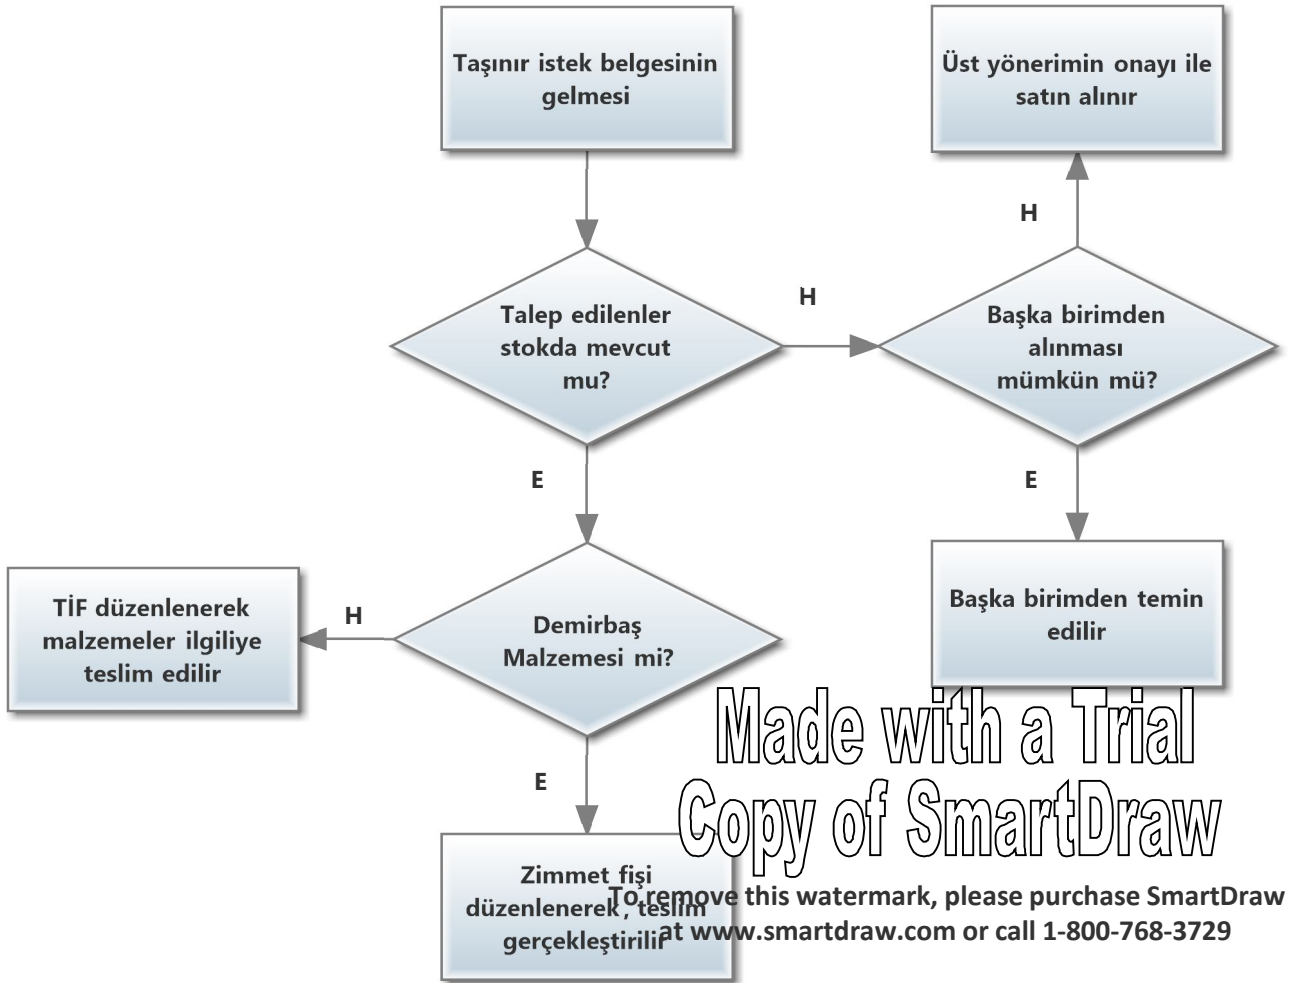 Taşınır istek belgesinin
gelmesi
Üst yönerimin onayı ile
satın alınır
H
Talep edilenler
stokda mevcut
mu?
H
Başka birimden
alınması
mümkün mü?
E
E
TİF düzenlenerek
malzemeler ilgiliye
teslim edilir
H
Demirbaş
Malzemesi mi?
Başka birimden temin
edilir
E
Zimmet fişi
düzenlenerek, teslim
gerçekleştirilir
Made with a Trial
Copy of SmartDraw
To remove this watermark, please purchase SmartDraw
at www.smartdraw.com or call 1-800-768-3729